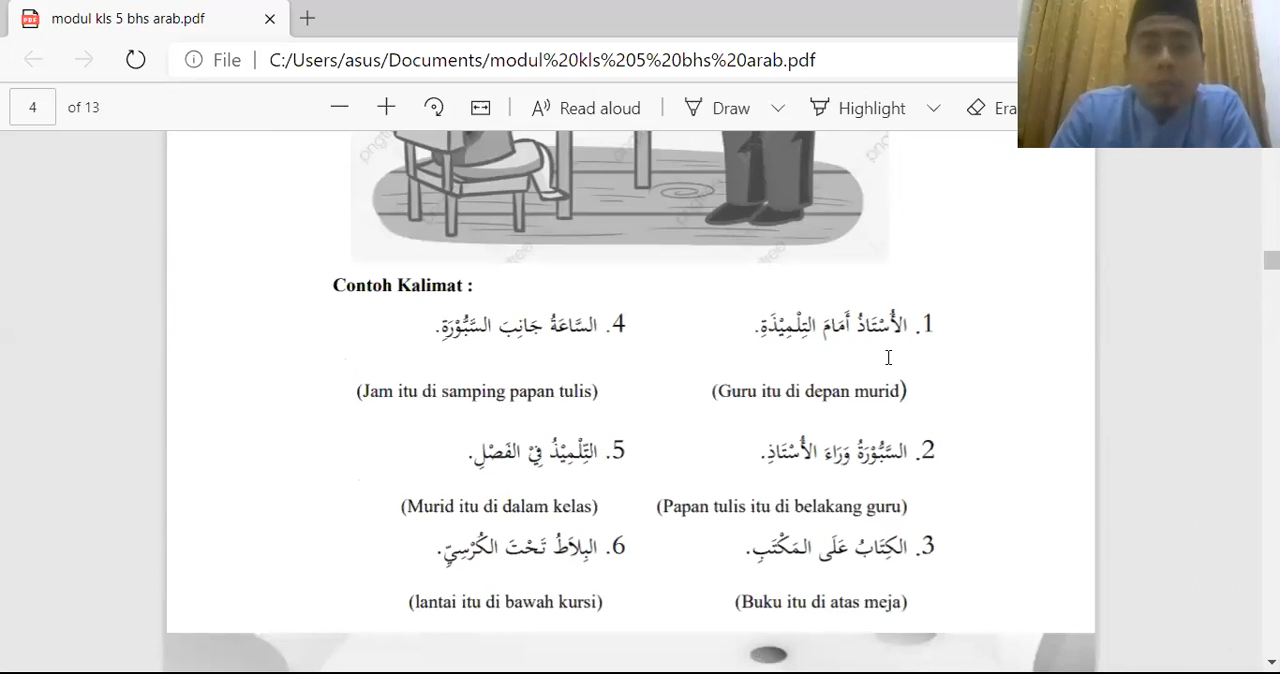 modul kls 5 bhs arab.pdf
File | C:/Users/asus/Documents/modul%20kls%205%20bhs%20arab.pdf
4 of 13 Read aloud Draw Highlight Era
Contoh Kalimat :
1. الأُسْتَاذُ أَمَامَ التِلْمِيْذَةِ.
(Guru itu di depan murid)
2. السَّبُّوْرَةُ وَرَاءَ الأُسْتَاذِ.
(Papan tulis itu di belakang guru)
3. الكِتَابُ عَلَى المَكْتَبِ.
(Buku itu di atas meja)
4. السَّاعَةُ جَانِبَ السَّبُّوْرَةِ.
(Jam itu di samping papan tulis)
5. التِّلْمِيْذُ فِيْ الفَصْلِ.
(Murid itu di dalam kelas)
6. البِلاَطُ تَحْتَ الكُرْسِيِّ.
(lantai itu di bawah kursi)